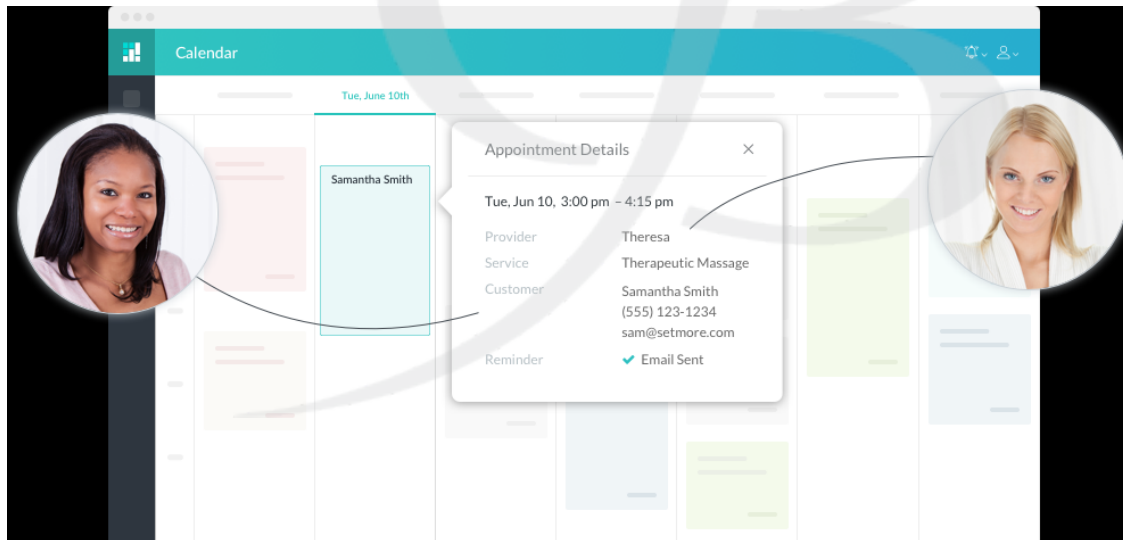 Calendar
Tue, June 10th
Samantha Smith
Appointment Details
Tue, Jun 10, 3:00 pm – 4:15 pm
Provider Theresa
Service Therapeutic Massage
Customer Samantha Smith
(555) 123-1234
sam@setmore.com
Reminder Email Sent